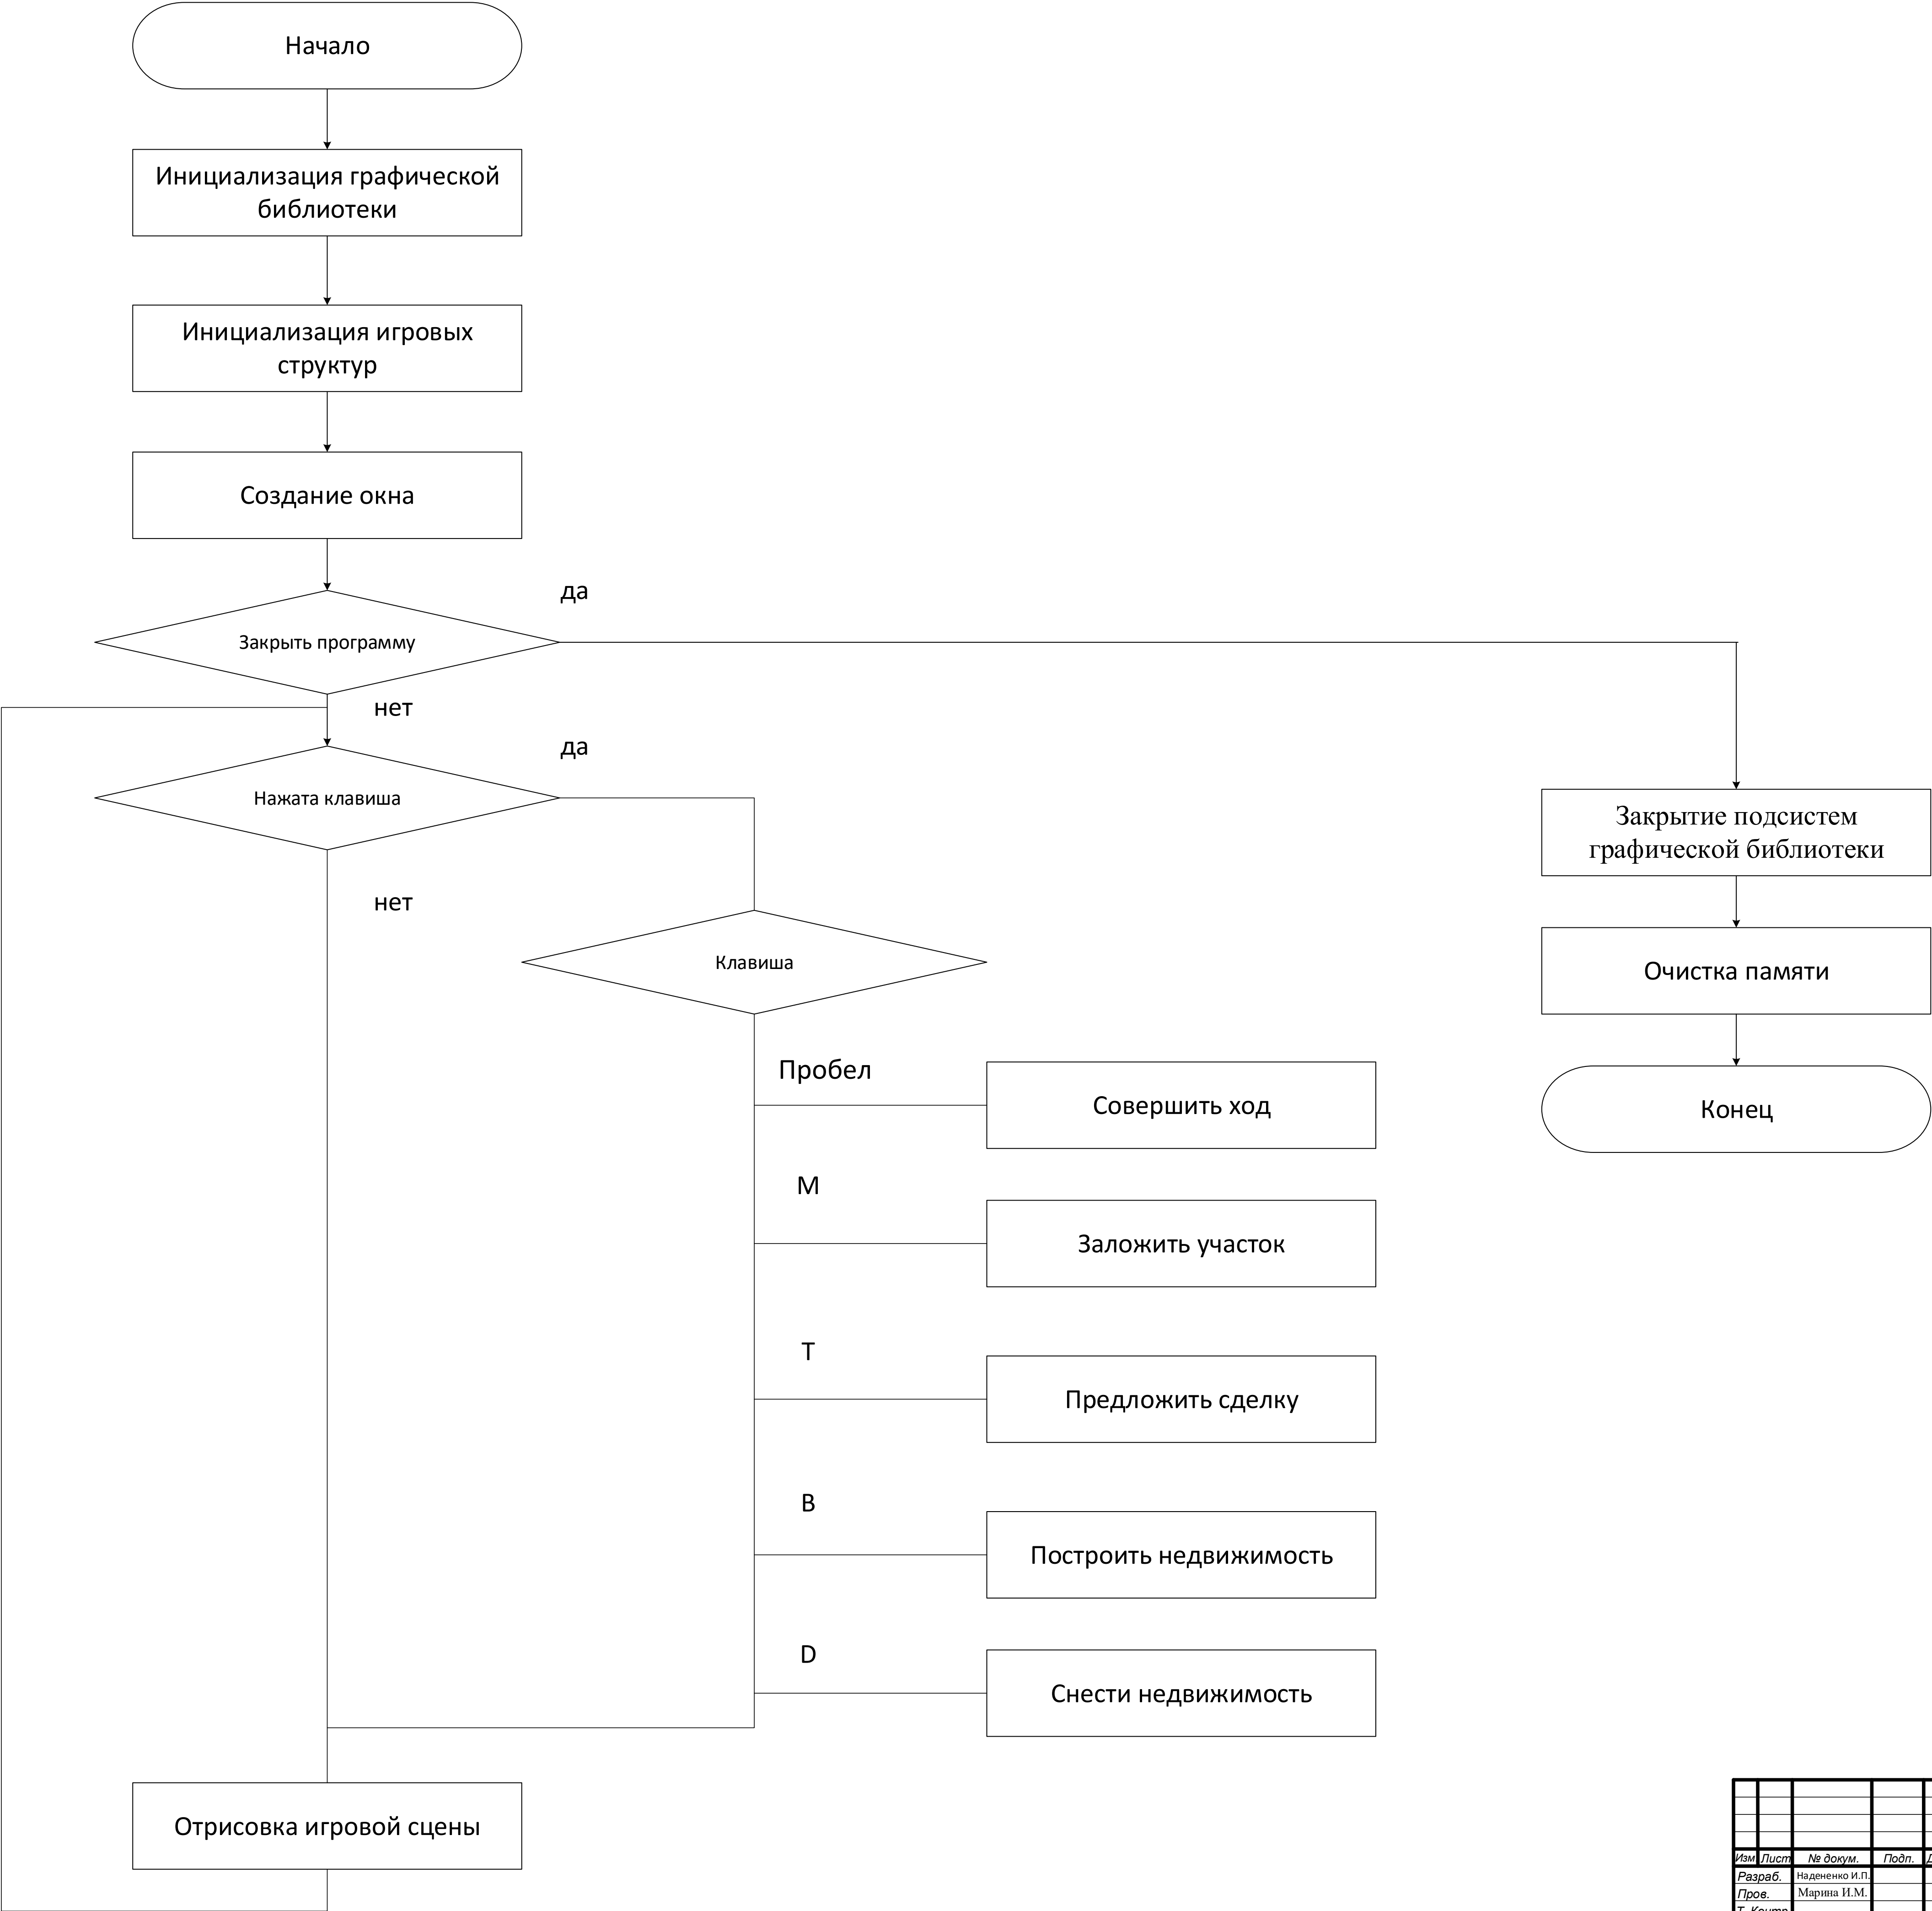 Начало
Инициализация графической
библиотеки
Инициализация игровых
структур
Создание окна
да
Закрыть программу
нет
да
Нажата клавиша
нет
Клавиша
Пробел
Совершить ход
M
Заложить участок
T
Предложить сделку
B
Построить недвижимость
D
Снести недвижимость
Отрисовка игровой сцены
Закрытие подсистем
графической библиотеки
Очистка памяти
Конец
Изм Лист № докум. Подп.
Разраб. Надененко И.П.
Пров. Марина И.М.